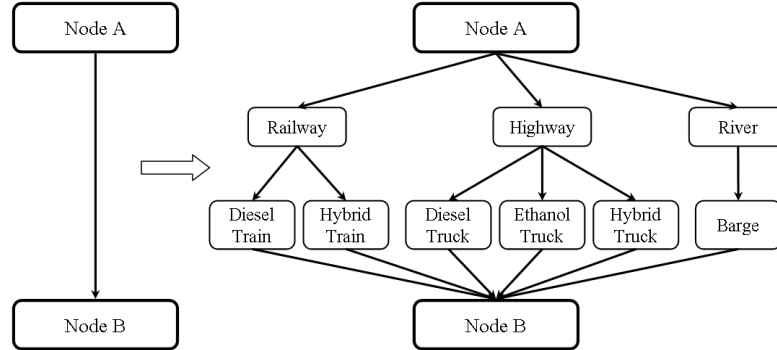 Node A
Node A
Railway
Highway
River
Diesel
Train
Hybrid
Train
Diesel
Truck
Ethanol
Truck
Hybrid
Truck
Barge
Node B
Node B